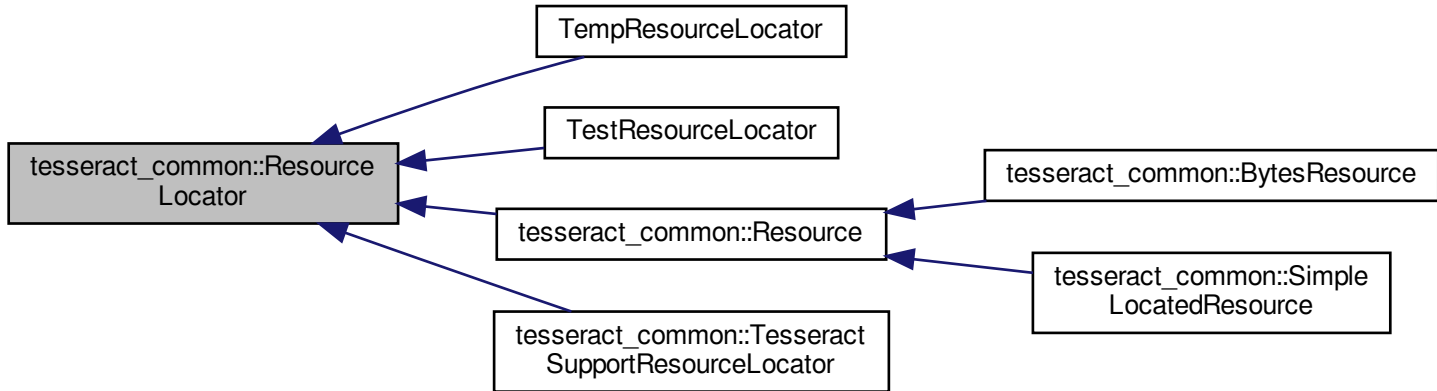 TempResourceLocator
TestResourceLocator
tesseract_common::Resource
Locator
tesseract_common::BytesResource
tesseract_common::Resource
tesseract_common::Simple
LocatedResource
tesseract_common::Tesseract
SupportResourceLocator